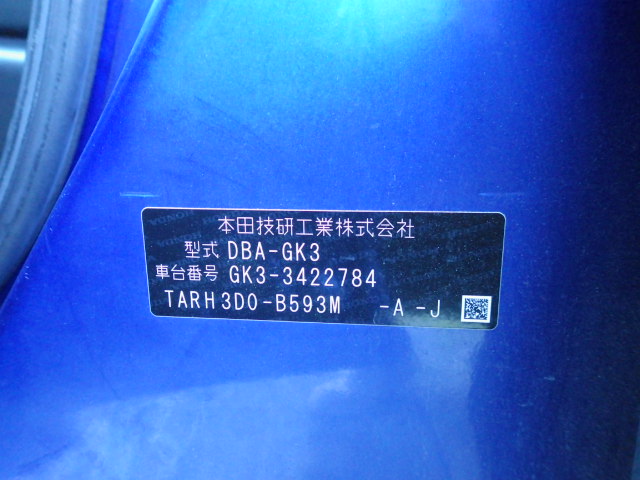 本田技研工業株式会社
型式 DBA-GK3
車台番号 GK3-3422784
TARH3D0-B593M -A -J